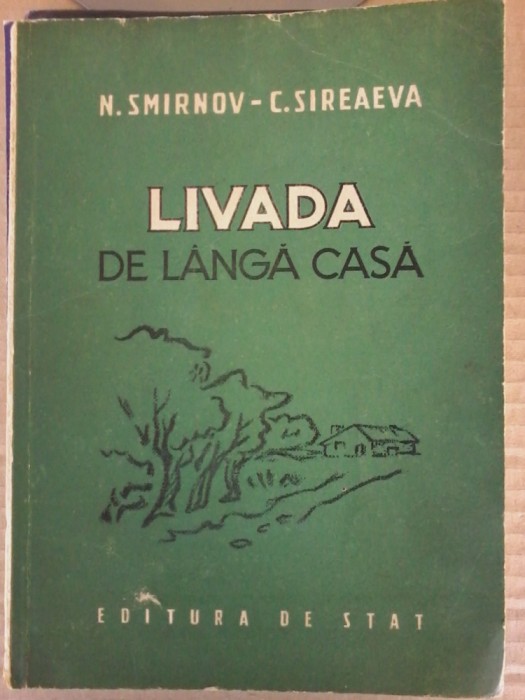 N. SMIRNOV - C. SIREAEVA
LIVADA
DE LÂNGĂ CASĂ
EDITURA DE STAT